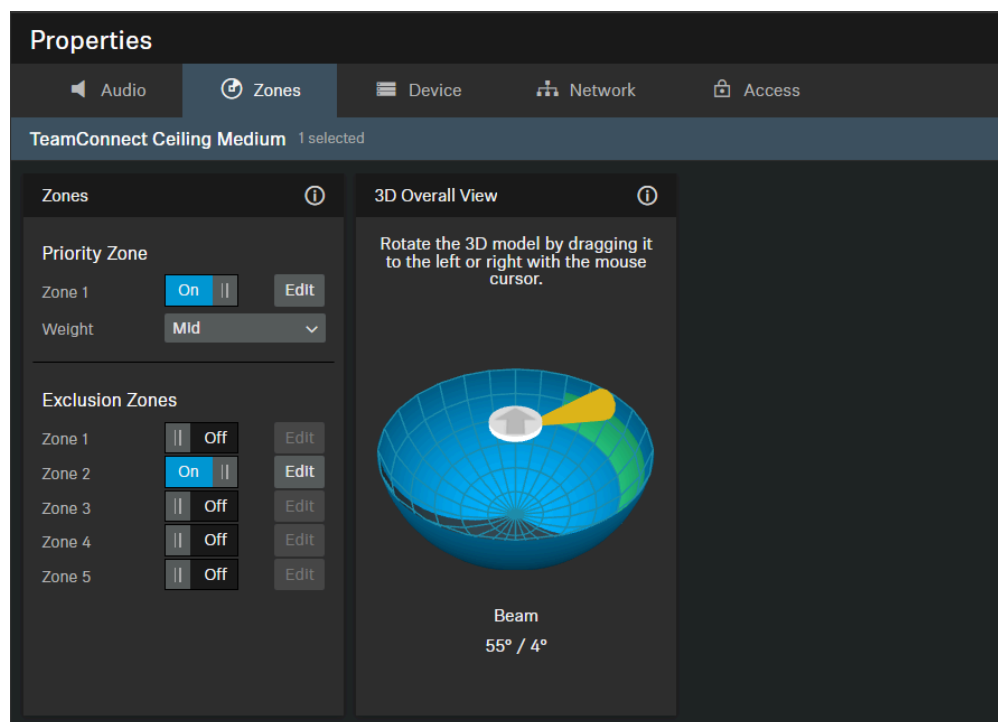 Properties
Audio
Zones
Device
Network
Access
TeamConnect Ceiling Medium 1 selected
Zones
Priority Zone
Zone 1 On Edit
Weight Mid
Exclusion Zones
Zone 1 Off Edit
Zone 2 On Edit
Zone 3 Off Edit
Zone 4 Off Edit
Zone 5 Off Edit
3D Overall View
Rotate the 3D model by dragging it
to the left or right with the mouse
cursor.
Beam
55° / 4°